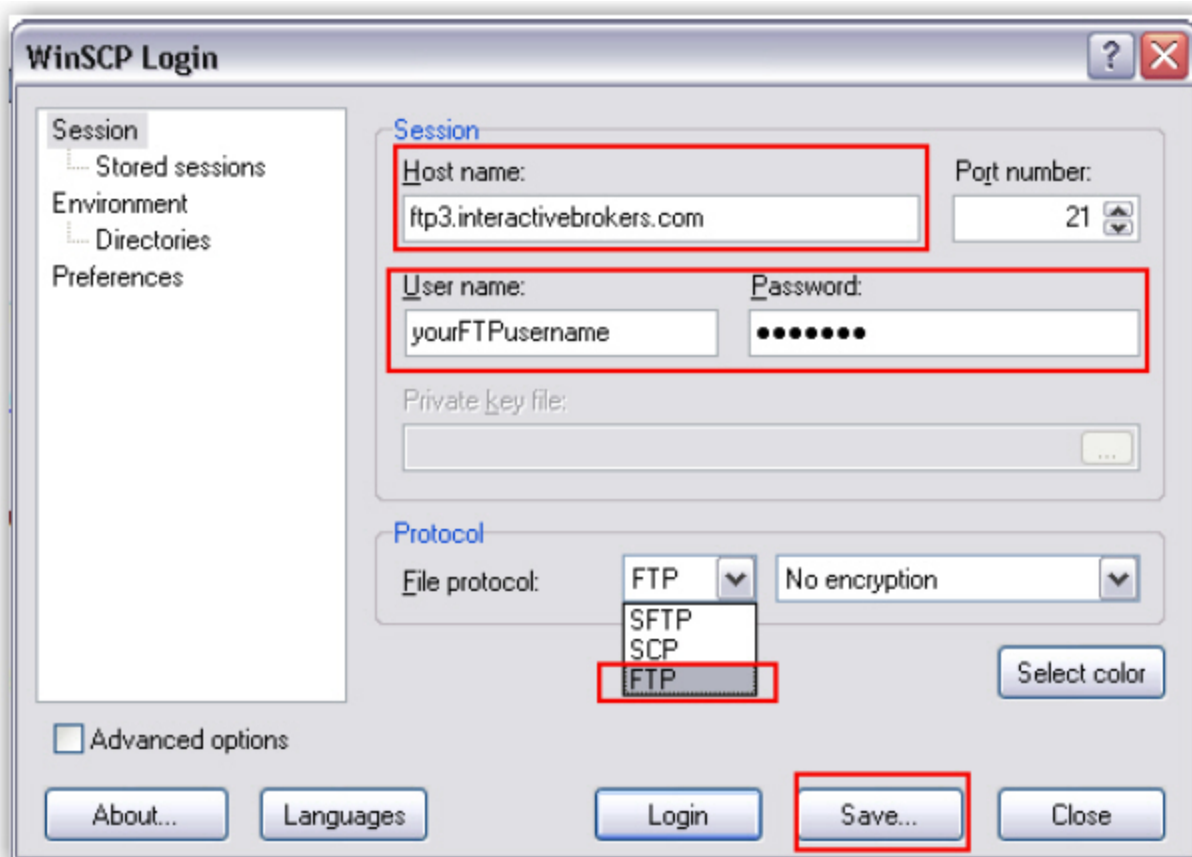 WinSCP Login
?
Session
Stored sessions
Environment
Directories
Preferences
Session
Host name:
Port number:
ftp3.interactivebrokers.com
21
User name:
Password:
yourFTPusername
•••••••
Private key file:
...
Protocol
File protocol:
FTP
No encryption
SFTP
SCP
FTP
Select color
Advanced options
About...
Languages
Login
Save...
Close